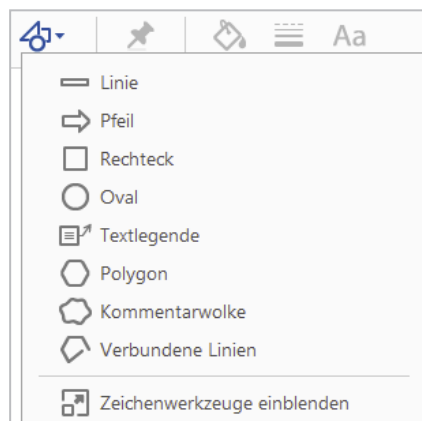 Aa
Linie
Pfeil
Rechteck
Oval
Textlegende
Polygon
Kommentarwolke
Verbundene Linien
Zeichenwerkzeuge einblenden